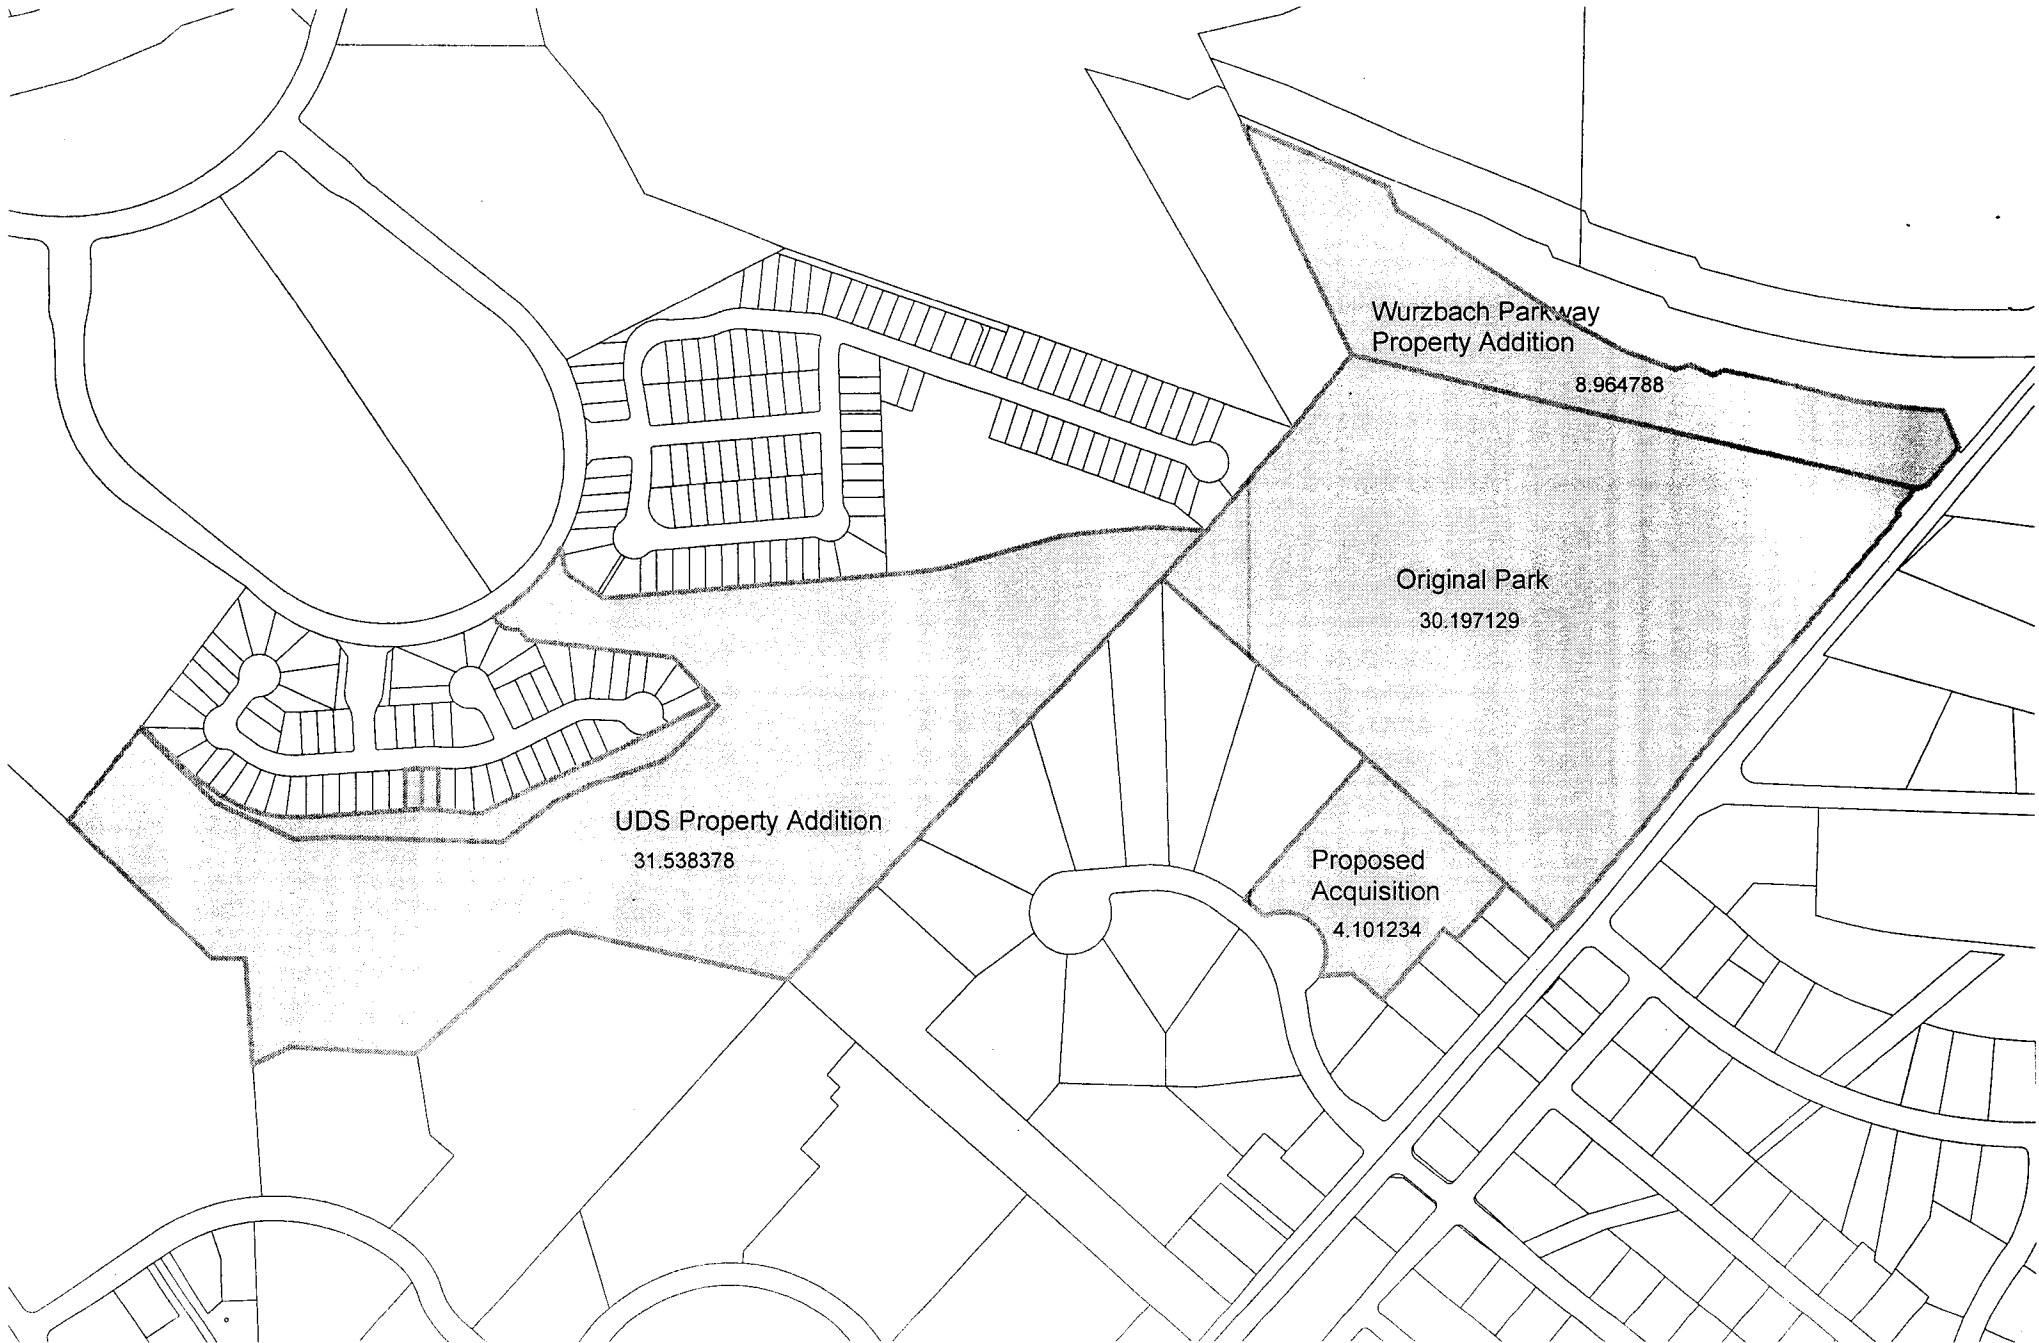 Wurzbach Parkway
Property Addition
8.964788
Original Park
30.197129
UDS Property Addition
31.538378
Proposed
Acquisition
4.101234